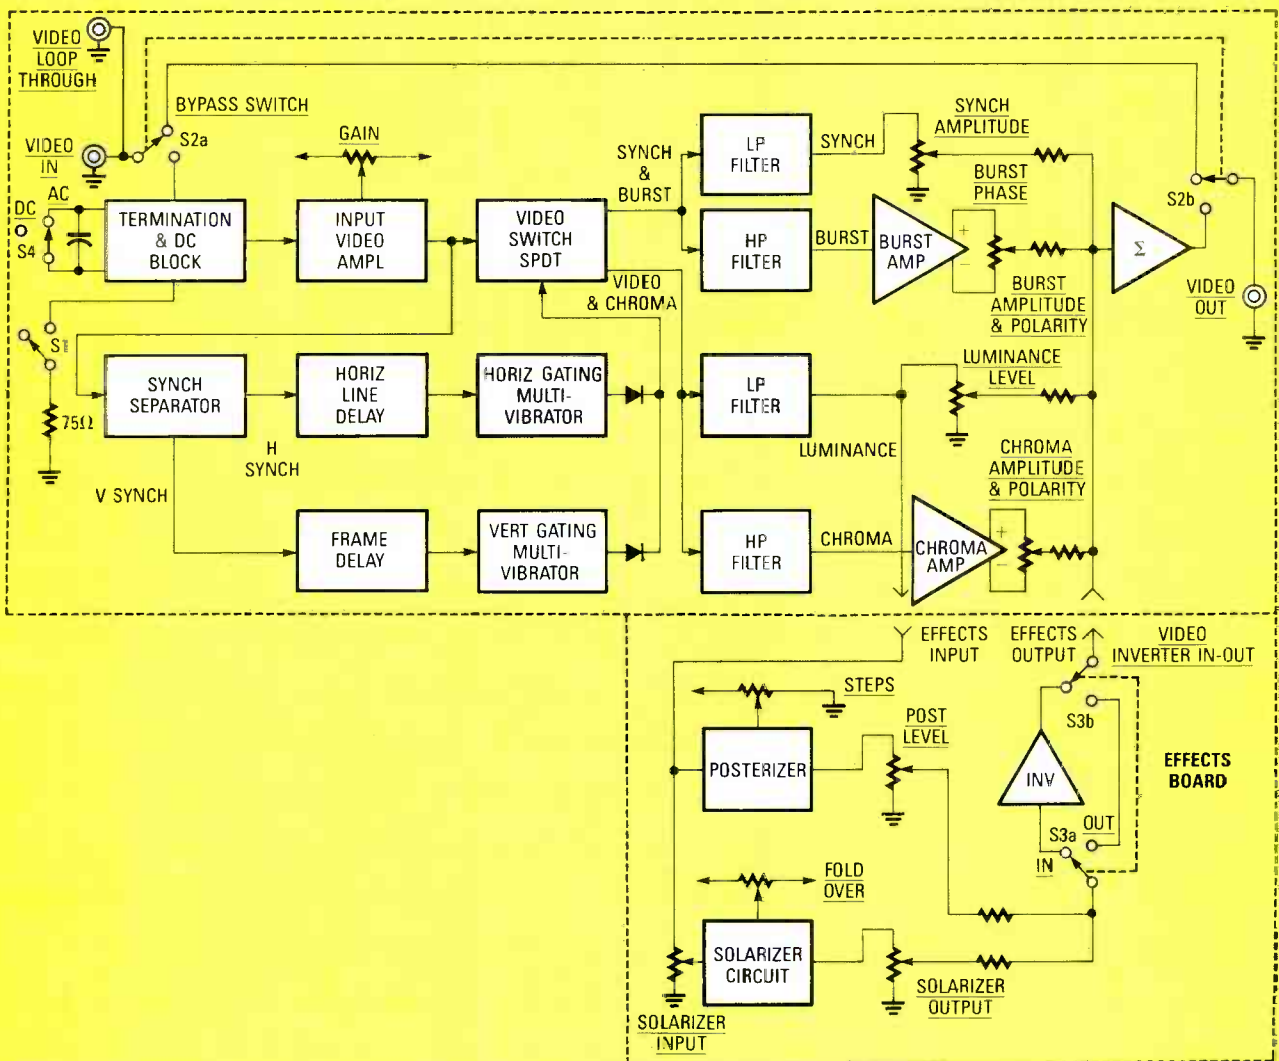 VIDEO
LOOP
THROUGH
BYPASS SWITCH
S2a
VIDEO
IN
DC
AC
S4
TERMINATION
& DC
BLOCK
GAIN
INPUT
VIDEO
AMPL
VIDEO
SWITCH
SPDT
SYNCH
&
BURST
VIDEO
& CHROMA
LP
FILTER
SYNCH
SYNCH
AMPLITUDE
HP
FILTER
BURST
BURST
AMP
+
−
BURST
PHASE
BURST
AMPLITUDE
& POLARITY
Σ
S2b
VIDEO
OUT
75Ω
SYNCH
SEPARATOR
H
SYNCH
V SYNCH
HORIZ
LINE
DELAY
HORIZ GATING
MULTI-
VIBRATOR
LP
FILTER
LUMINANCE
LUMINANCE
LEVEL
FRAME
DELAY
VERT GATING
MULTI-
VIBRATOR
HP
FILTER
CHROMA
CHROMA
AMP
+
−
CHROMA
AMPLITUDE
& POLARITY
EFFECTS
INPUT
EFFECTS
OUTPUT
VIDEO
INVERTER IN-OUT
STEPS
POSTERIZER
POST
LEVEL
S3b
INV
EFFECTS
BOARD
S3a
OUT
IN
FOLD
OVER
SOLARIZER
CIRCUIT
SOLARIZER
OUTPUT
SOLARIZER
INPUT